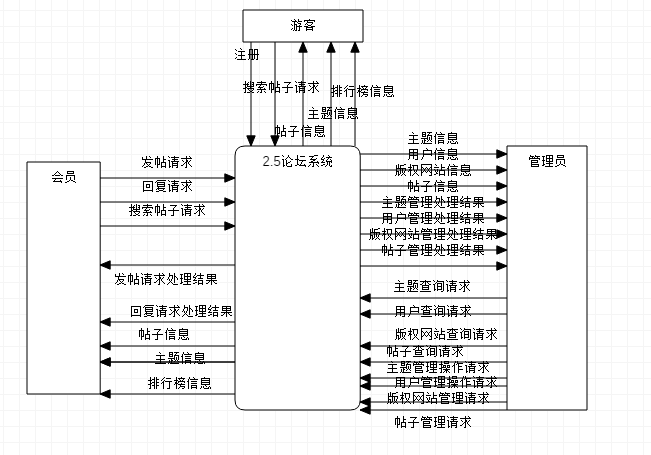 游客
注册
搜索帖子请求
排行榜信息
主题信息
帖子信息
2.5论坛系统
会员
发帖请求
回复请求
搜索帖子请求
发帖请求处理结果
回复请求处理结果
帖子信息
主题信息
排行榜信息
管理员
主题信息
用户信息
版权网站信息
帖子信息
主题管理处理结果
用户管理处理结果
版权网站管理处理结果
帖子管理处理结果
主题查询请求
用户查询请求
版权网站查询请求
帖子查询请求
主题管理操作请求
用户管理操作请求
版权网站管理请求
帖子管理请求